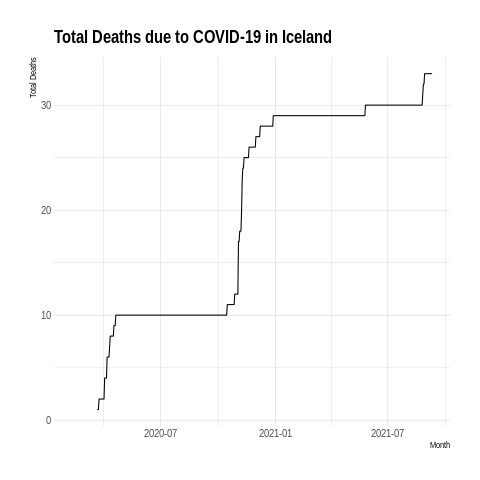 Total Deaths due to COVID-19 in Iceland
Total Deaths
30
20
10
0
2020-07 2021-01 2021-07
Month